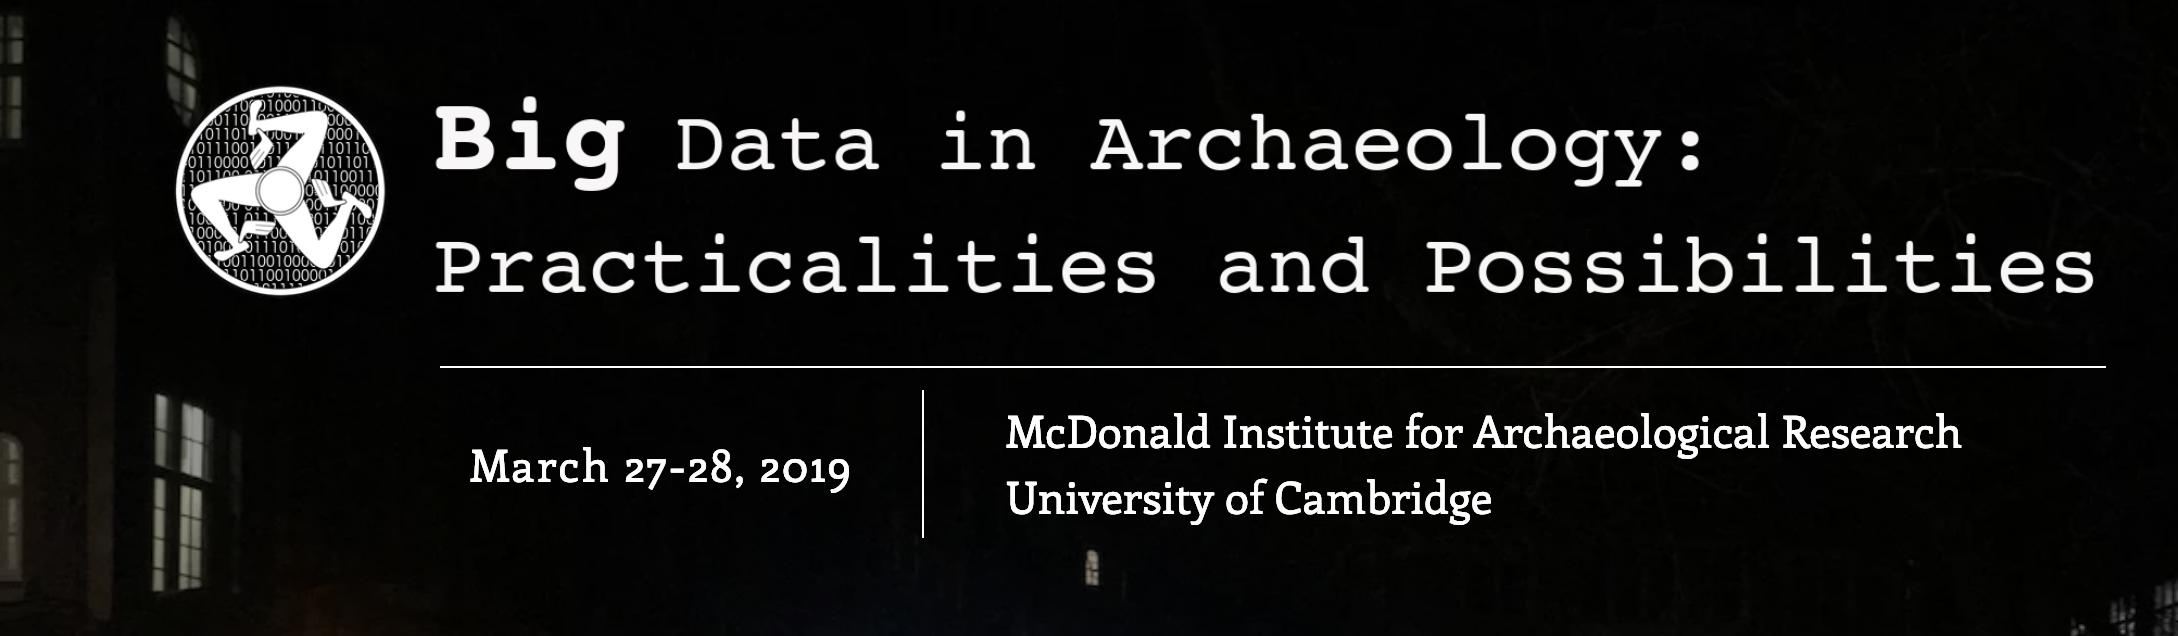 Big Data in Archaeology:
Practicalities and Possibilities
March 27-28, 2019
McDonald Institute for Archaeological Research
University of Cambridge